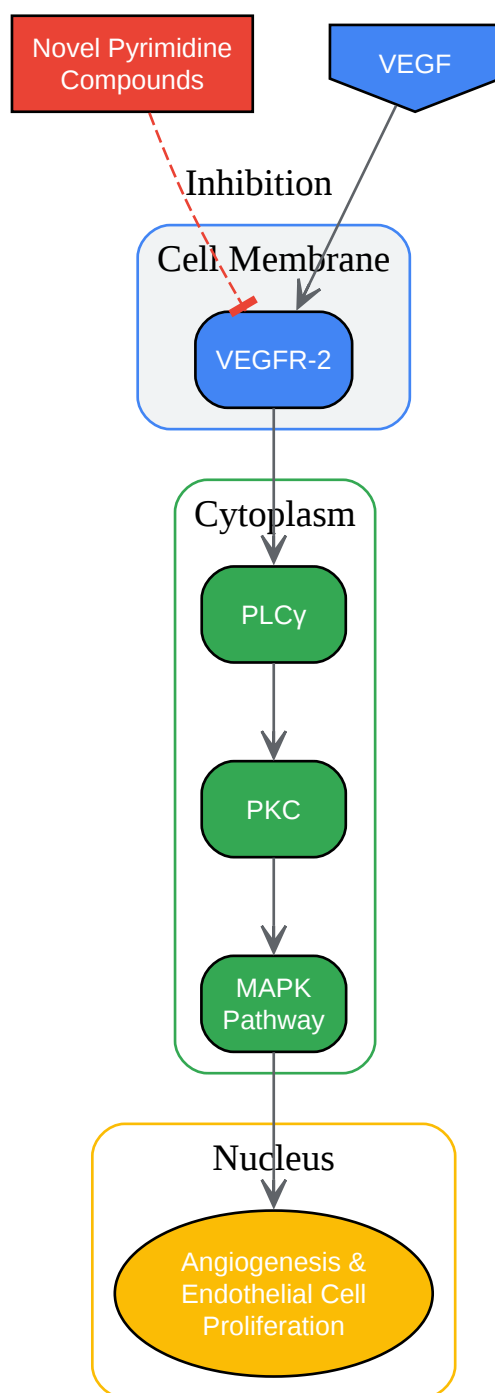 Novel Pyrimidine
Compounds
VEGF
Inhibition
Cell Membrane
VEGFR-2
Cytoplasm
PLCγ
PKC
MAPK
Pathway
Nucleus
Angiogenesis &
Endothelial Cell
Proliferation